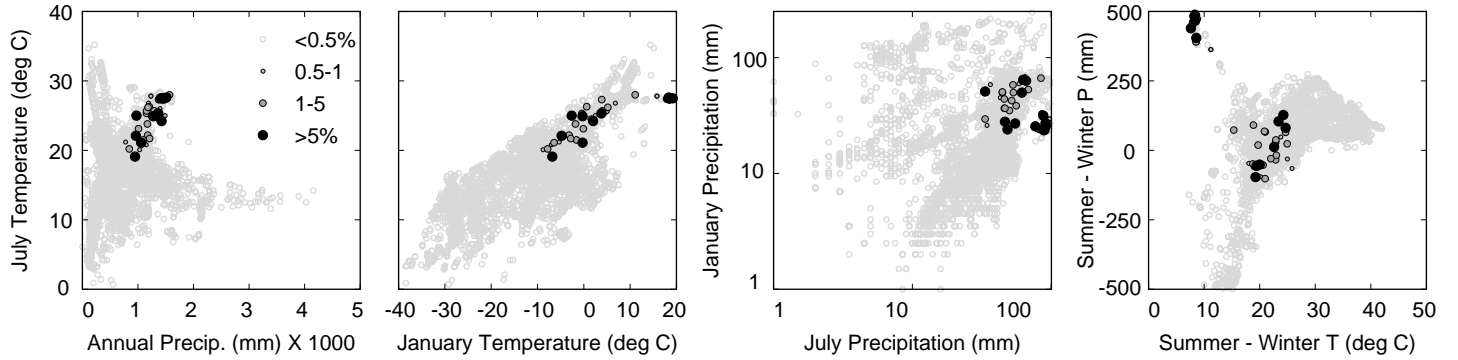 July Temperature (deg C)
40
30
20
10
0
<0.5%
0.5-1
1-5
>5%
0 1 2 3 4 5
Annual Precip. (mm) X 1000
-40 -30 -20 -10 0 10 20
January Temperature (deg C)
January Precipitation (mm)
100
10
1
1 10 100
July Precipitation (mm)
Summer - Winter P (mm)
500
250
0
-250
-500
0 10 20 30 40 50
Summer - Winter T (deg C)